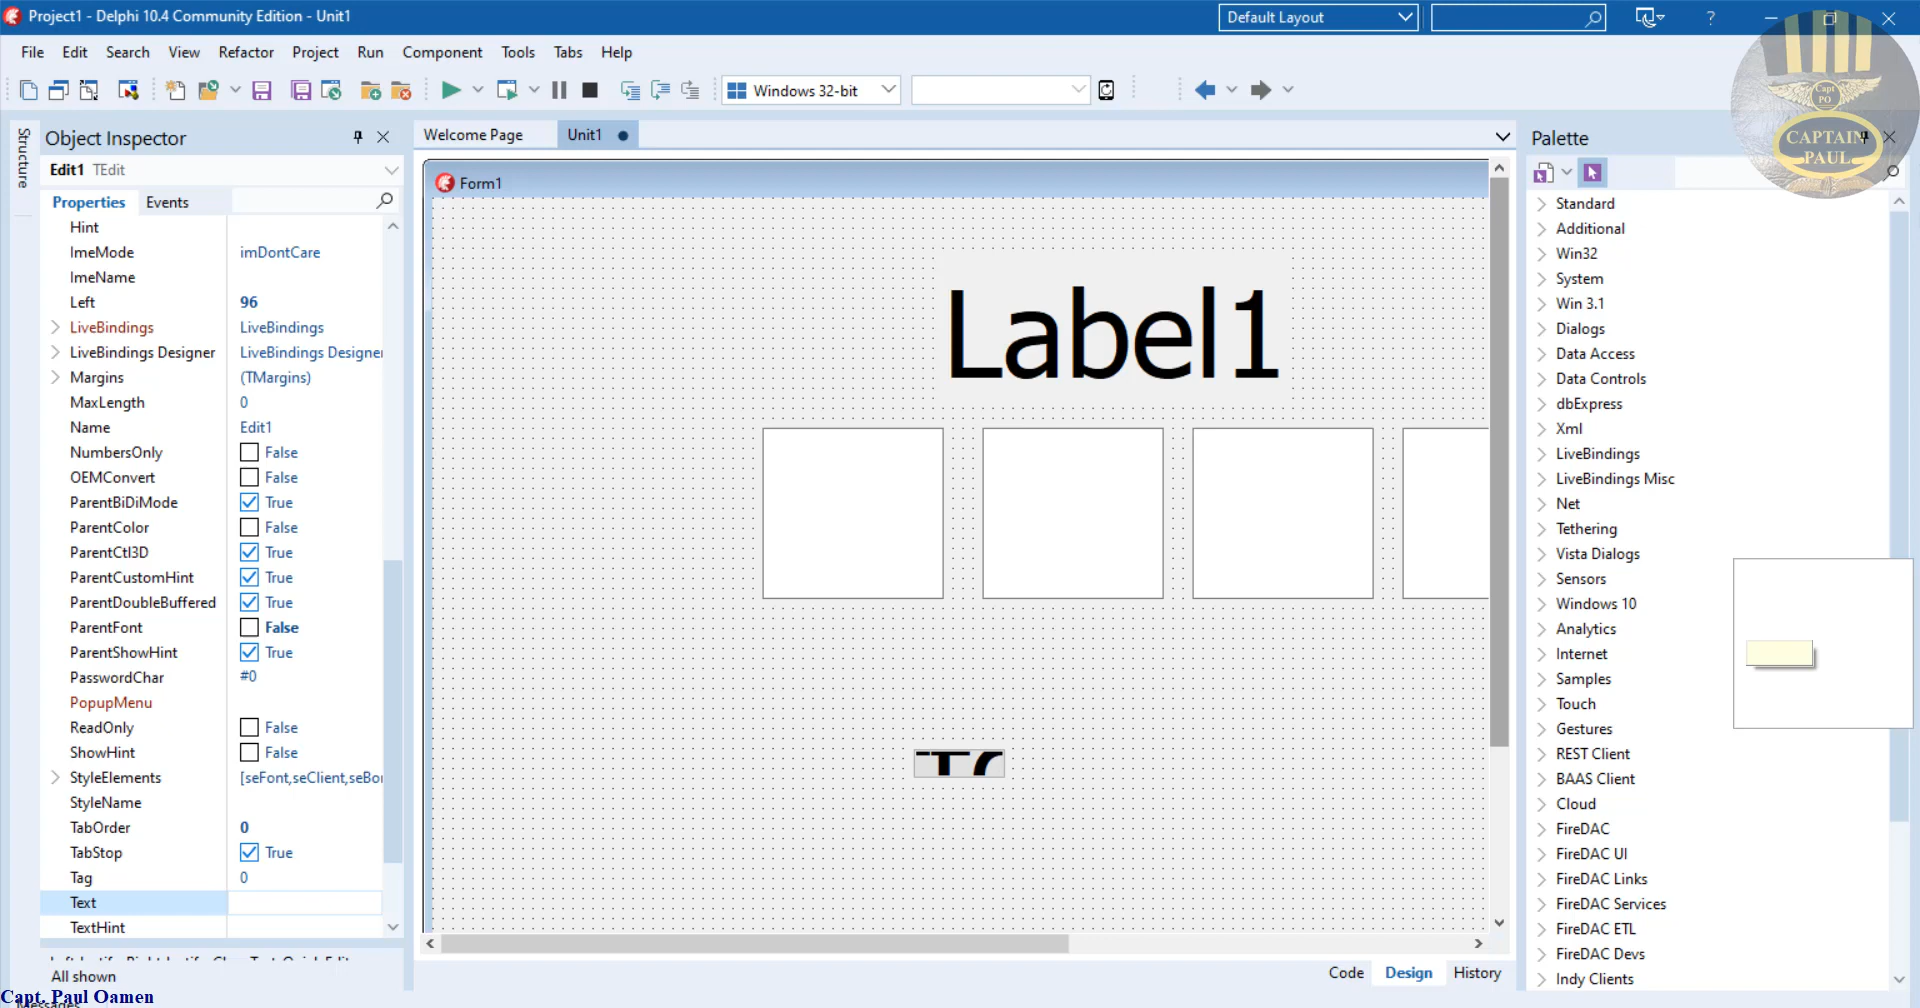 Project1 - Delphi 10.4 Community Edition - Unit1
Default Layout
?
File Edit Search View Refactor Project Run Component Tools Tabs Help
Windows 32-bit
Capt
PO
CAPTAIN
PAUL
Structure
Object Inspector
Edit1 TEdit
Properties Events
Hint
ImeMode imDontCare
ImeName
Left 96
LiveBindings LiveBindings
LiveBindings Designer LiveBindings Designer
Margins (TMargins)
MaxLength 0
Name Edit1
NumbersOnly False
OEMConvert False
ParentBiDiMode True
ParentColor False
ParentCtl3D True
ParentCustomHint True
ParentDoubleBuffered True
ParentFont False
ParentShowHint True
PasswordChar #0
PopupMenu
ReadOnly False
ShowHint False
StyleElements [seFont,seClient,seBor
StyleName
TabOrder 0
TabStop True
Tag 0
Text
TextHint
All shown
Capt. Paul Oamen
Messages
Welcome Page Unit1
Form1
Label1
Code Design History
Palette
Standard
Additional
Win32
System
Win 3.1
Dialogs
Data Access
Data Controls
dbExpress
Xml
LiveBindings
LiveBindings Misc
Net
Tethering
Vista Dialogs
Sensors
Windows 10
Analytics
Internet
Samples
Touch
Gestures
REST Client
BAAS Client
Cloud
FireDAC
FireDAC UI
FireDAC Links
FireDAC Services
FireDAC ETL
FireDAC Devs
Indy Clients